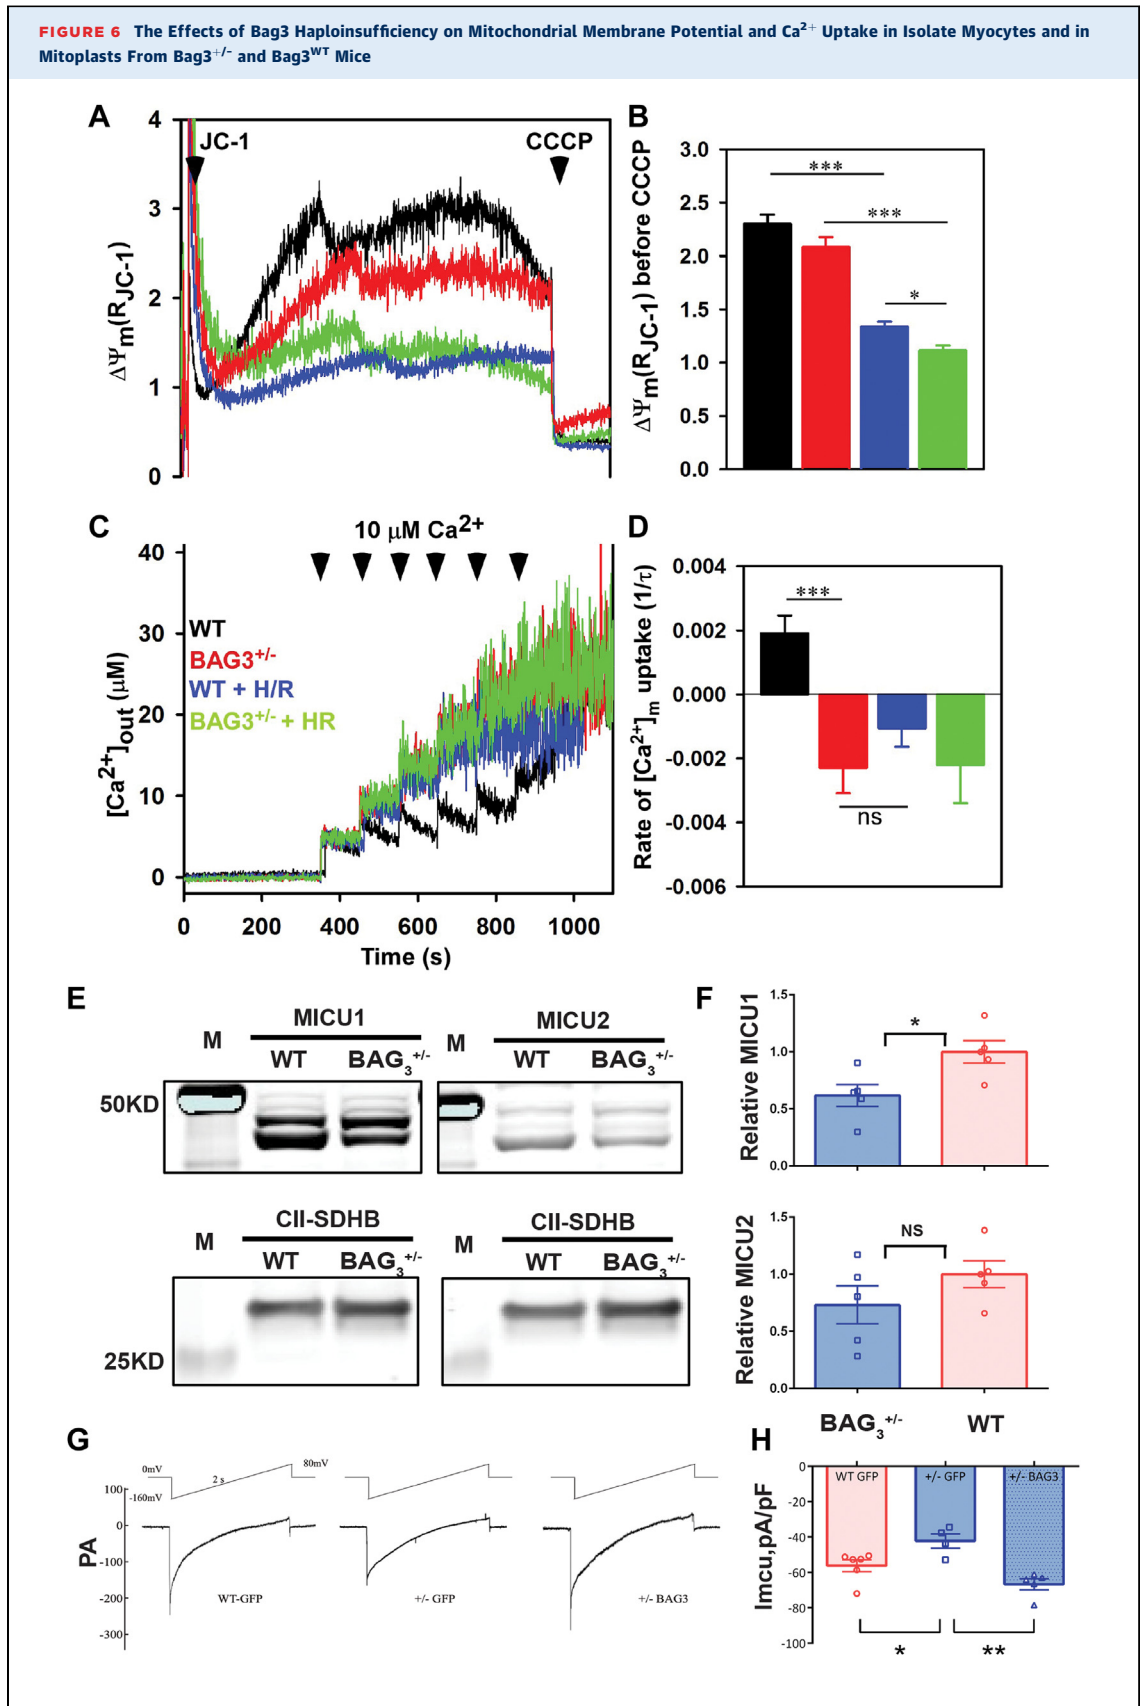 FIGURE 6 The Effects of Bag3 Haploinsufficiency on Mitochondrial Membrane Potential and Ca2+ Uptake in Isolate Myocytes and in
Mitoplasts From Bag3+/- and Bag3WT Mice
A
4
3
2
1
0
ΔΨm(RJC-1)
JC-1
CCCP
B
3.0
2.5
2.0
1.5
1.0
0.5
0.0
ΔΨm(RJC-1) before CCCP
***
***
*
C
10 μM Ca2+
40
30
20
10
0
[Ca2+]out (μM)
WT
BAG3+/-
WT + H/R
BAG3+/- + HR
0 200 400 600 800 1000
Time (s)
D
0.004
0.002
0.000
-0.002
-0.004
-0.006
Rate of [Ca2+]m uptake (1/τ)
***
ns
E
MICU1
M WT BAG3+/-
50KD
MICU2
M WT BAG3+/-
CII-SDHB
M WT BAG3+/-
25KD
CII-SDHB
M WT BAG3+/-
F
1.5
1.0
0.5
0.0
Relative MICU1
*
1.5
1.0
0.5
0.0
Relative MICU2
NS
BAG3+/- WT
G
0mV
2 s
80mV
-160mV
100
0
-100
-200
-300
PA
WT-GFP
+/- GFP
+/- BAG3
H
0
-20
-40
-60
-80
-100
Imcu,pA/pF
WT GFP
+/- GFP
+/- BAG3
*
**